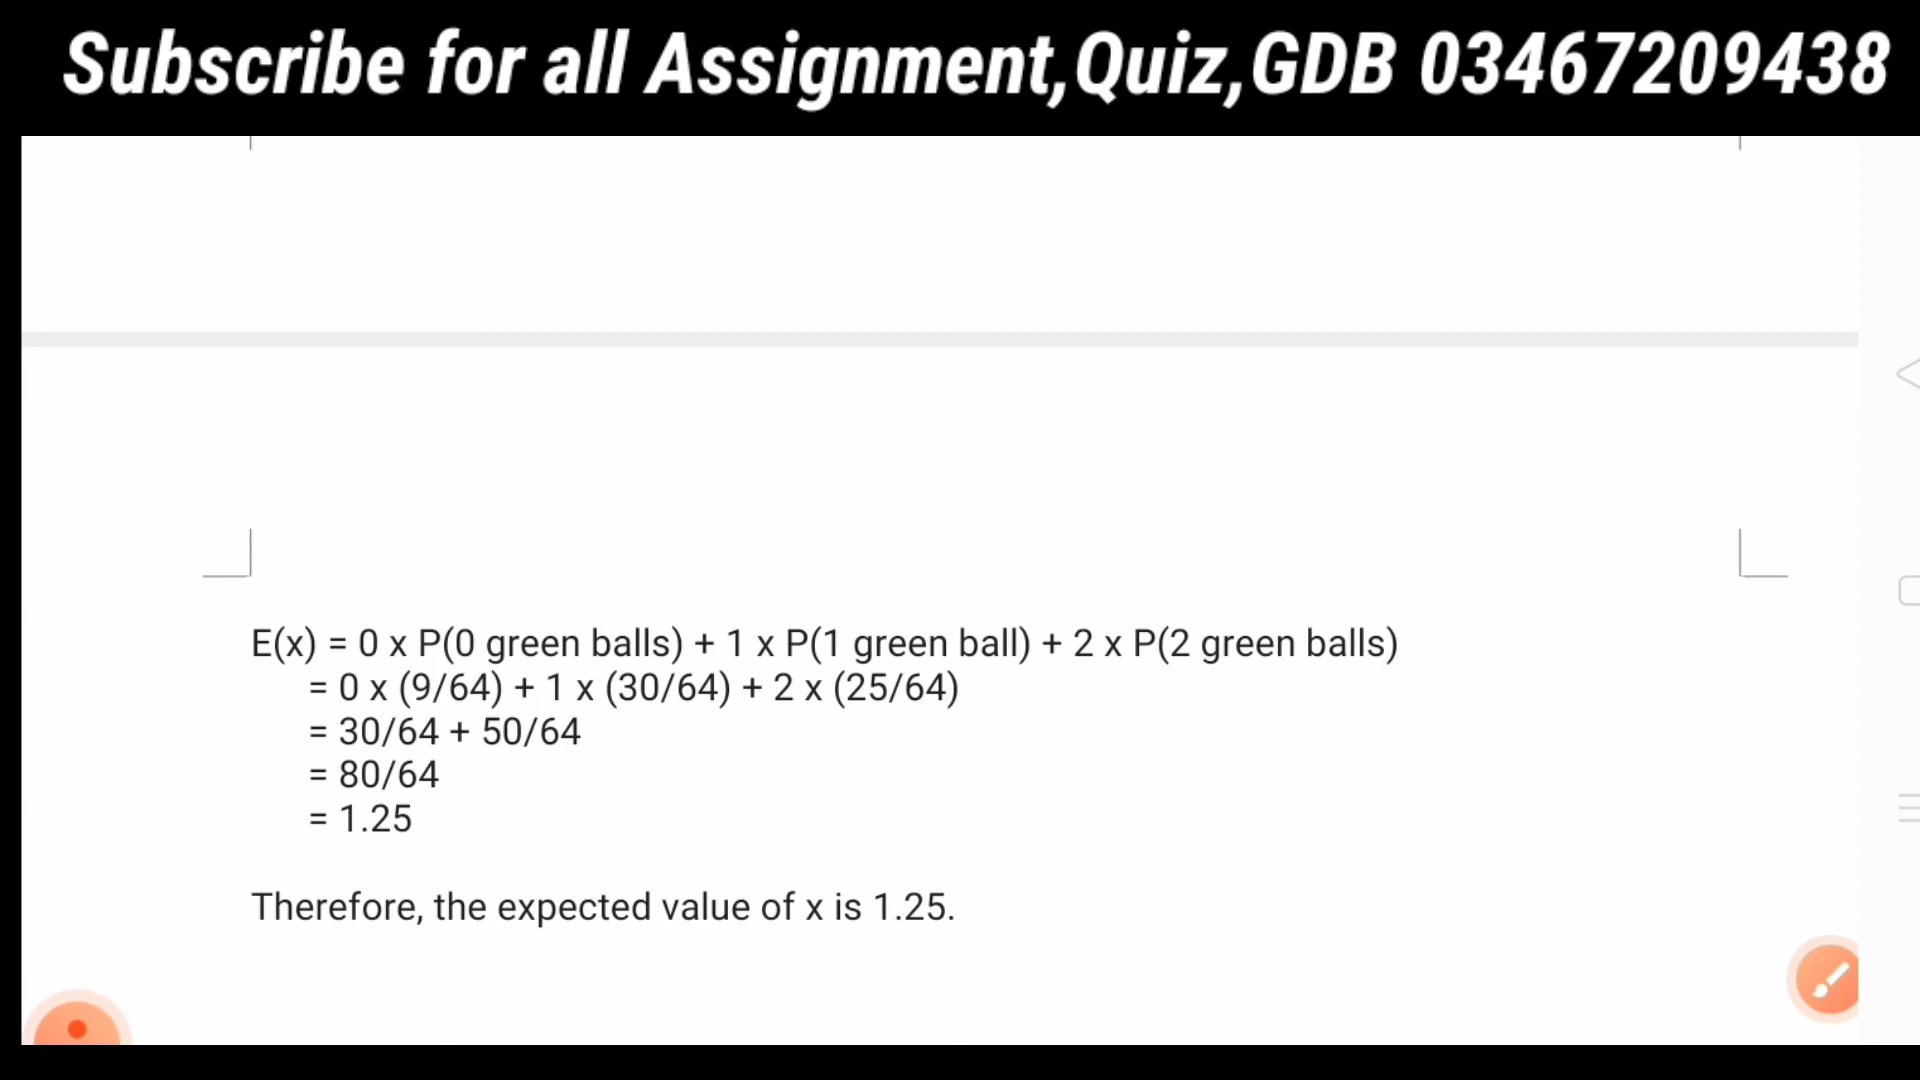 Subscribe for all Assignment,Quiz,GDB 03467209438
E(x) = 0 x P(0 green balls) + 1 x P(1 green ball) + 2 x P(2 green balls)
= 0 x (9/64) + 1 x (30/64) + 2 x (25/64)
= 30/64 + 50/64
= 80/64
= 1.25
Therefore, the expected value of x is 1.25.